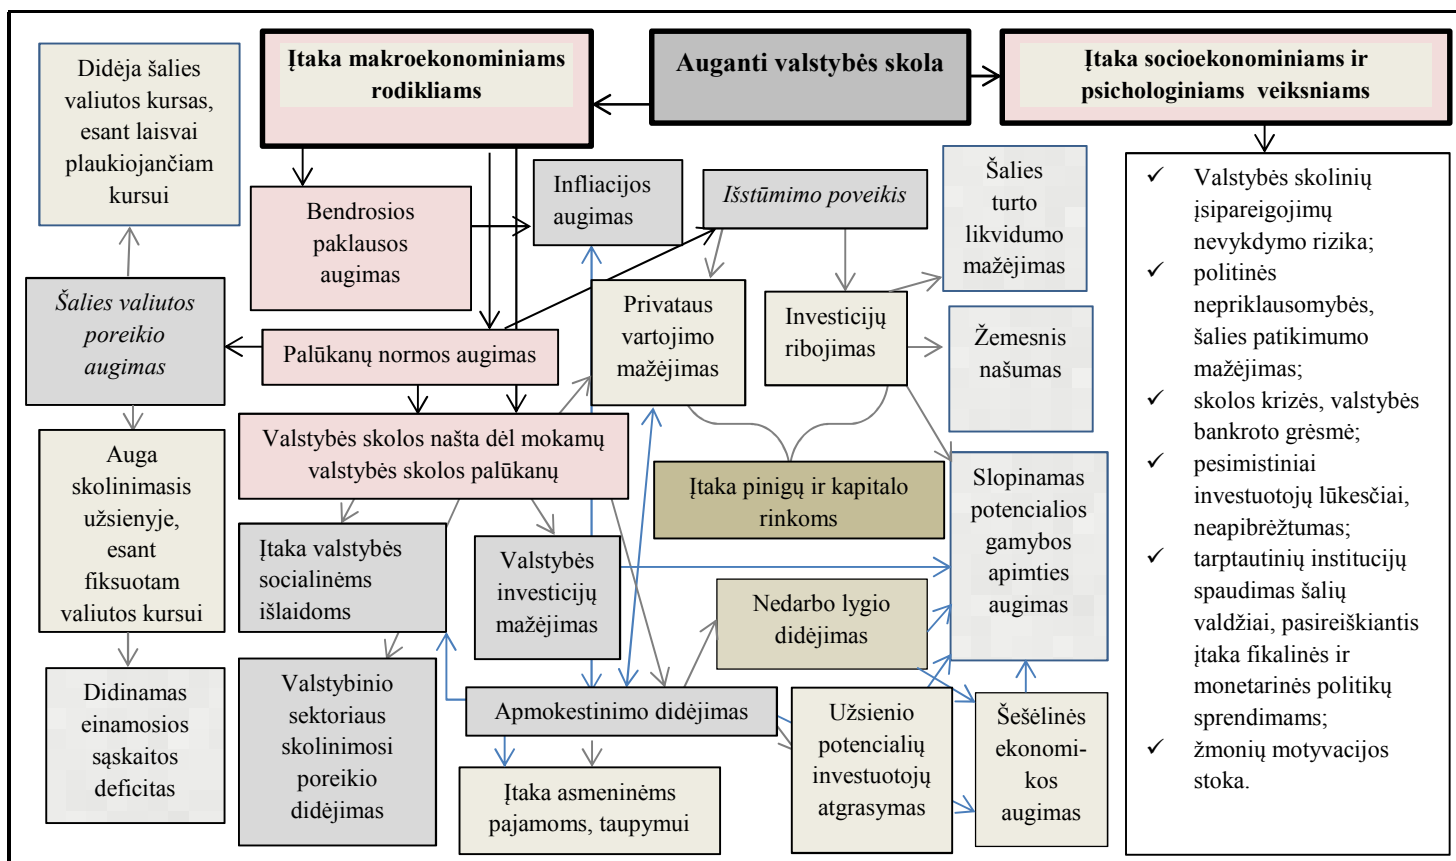 Auganti valstybės skola
Įtaka makroekonominiams
rodikliams
Įtaka socioekonominiams ir
psichologiniams veiksniams
Didėja šalies
valiutos kursas,
esant laisvai
plaukiojančiam
kursui
Bendrosios
paklausos
augimas
Infliacijos
augimas
Išstūmimo poveikis
Šalies
turto
likvidumo
mažėjimas
Šalies valiutos
poreikio
augimas
Palūkanų normos augimas
Privataus
vartojimo
mažėjimas
Investicijų
ribojimas
Žemesnis
našumas
Auga
skolinimasis
užsienyje,
esant
fiksuotam
valiutos kursui
Valstybės skolos našta dėl mokamų
valstybės skolos palūkanų
Įtaka pinigų ir kapitalo
rinkoms
Slopinamas
potencialios
gamybos
apimties
augimas
Įtaka valstybės
socialinėms
išlaidoms
Valstybės
investicijų
mažėjimas
Nedarbo lygio
didėjimas
Didinamas
einamosios
sąskaitos
deficitas
Valstybinio
sektoriaus
skolinimosi
poreikio
didėjimas
Apmokestinimo didėjimas
Įtaka asmeninėms
pajamoms, taupymui
Užsienio
potencialių
investuotojų
atgrasymas
Šešėlinės
ekonomi-
kos
augimas
✓ Valstybės skolinių
įsipareigojimų
nevykdymo rizika;
✓ politinės
nepriklausomybės,
šalies patikimumo
mažėjimas;
✓ skolos krizės, valstybės
bankroto grėsmė;
✓ pesimistiniai
investuotojų lūkesčiai,
neapibrėžtumas;
✓ tarptautinių institucijų
spaudimas šalių
valdžiai, pasireiškiantis
įtaka fikalinės ir
monetarinės politikų
sprendimams;
✓ žmonių motyvacijos
stoka.